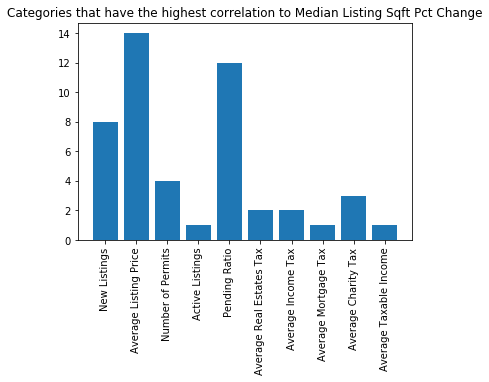 Categories that have the highest correlation to Median Listing Sqft Pct Change
14
12
10
8
6
4
2
0
New Listings
Average Listing Price
Number of Permits
Active Listings
Pending Ratio
Average Real Estates Tax
Average Income Tax
Average Mortgage Tax
Average Charity Tax
Average Taxable Income